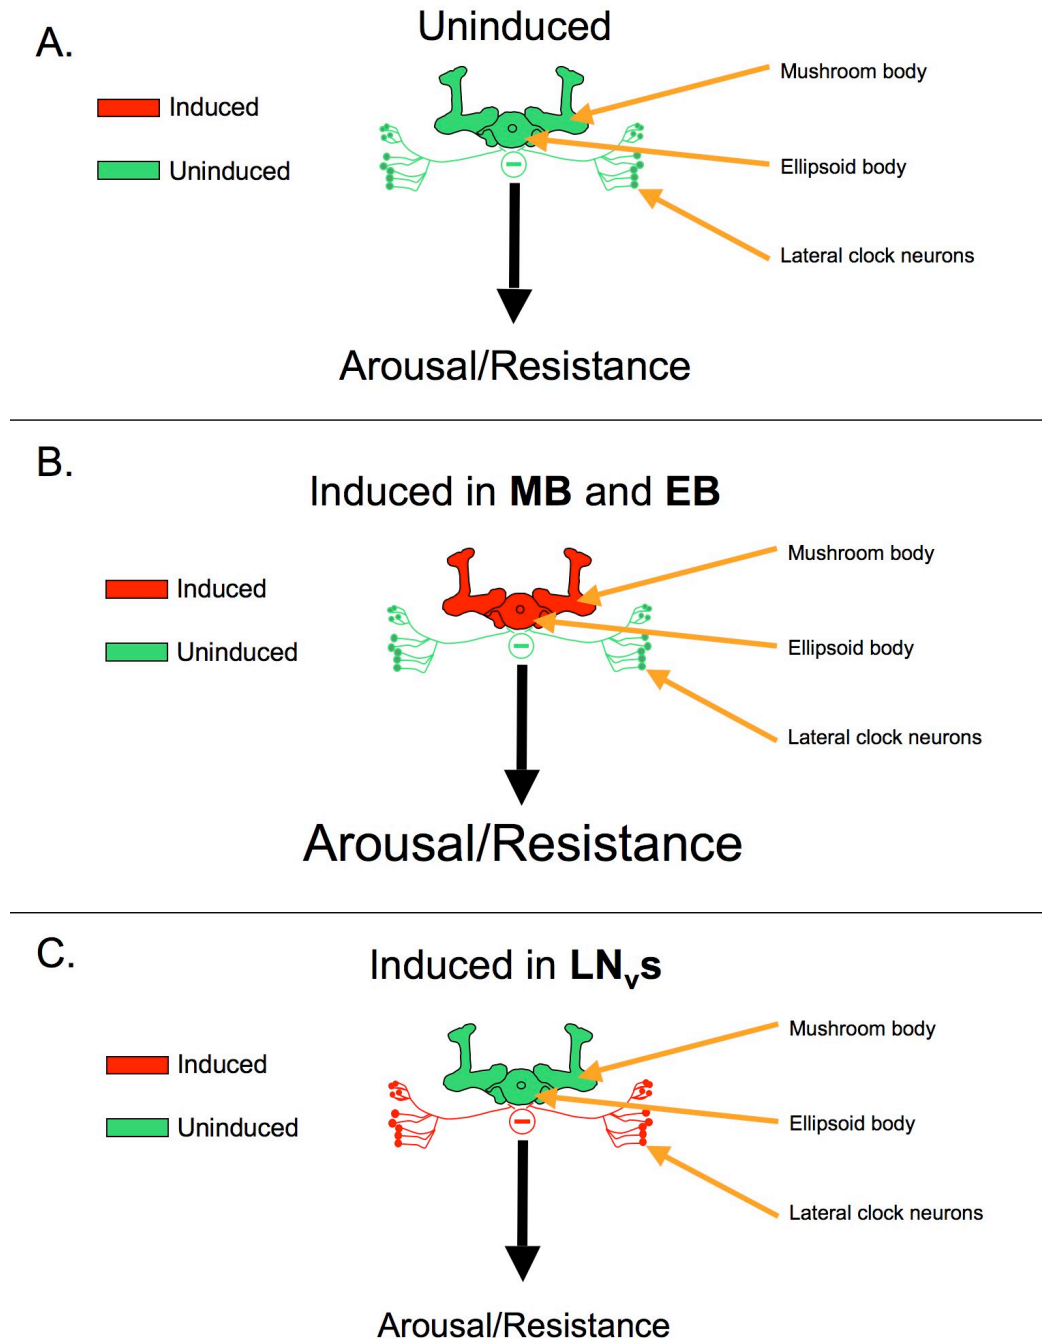 A.
Uninduced
Induced
Uninduced
Mushroom body
Ellipsoid body
Lateral clock neurons
Arousal/Resistance
B.
Induced in MB and EB
Induced
Uninduced
Mushroom body
Ellipsoid body
Lateral clock neurons
Arousal/Resistance
C.
Induced in LNvs
Induced
Uninduced
Mushroom body
Ellipsoid body
Lateral clock neurons
Arousal/Resistance